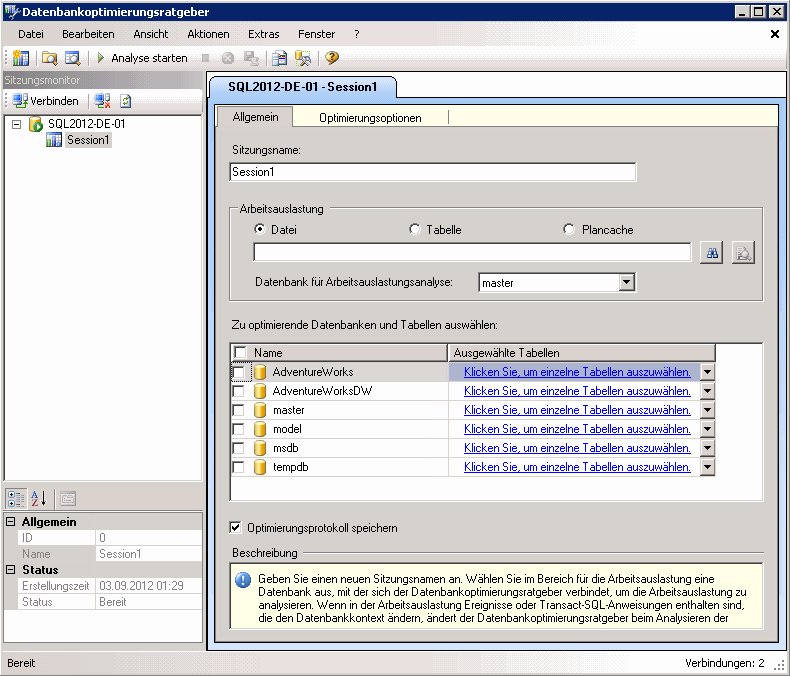 Datenbankoptimierungsratgeber
Datei Bearbeiten Ansicht Aktionen Extras Fenster ?
Analyse starten
Sitzungsmonitor
Verbinden
SQL2012-DE-01
Session1
Allgemein
ID 0
Name Session1
Status
Erstellungszeit 03.09.2012 01:29
Status Bereit
SQL2012-DE-01 - Session1
Allgemein Optimierungsoptionen
Sitzungsname:
Session1
Arbeitsauslastung
Datei Tabelle Plancache
Datenbank für Arbeitsauslastungsanalyse: master
Zu optimierende Datenbanken und Tabellen auswählen:
Name Ausgewählte Tabellen
AdventureWorks Klicken Sie, um einzelne Tabellen auszuwählen.
AdventureWorksDW Klicken Sie, um einzelne Tabellen auszuwählen.
master Klicken Sie, um einzelne Tabellen auszuwählen.
model Klicken Sie, um einzelne Tabellen auszuwählen.
msdb Klicken Sie, um einzelne Tabellen auszuwählen.
tempdb Klicken Sie, um einzelne Tabellen auszuwählen.
Optimierungsprotokoll speichern
Beschreibung
Geben Sie einen neuen Sitzungsnamen an. Wählen Sie im Bereich für die Arbeitsauslastung eine
Datenbank aus, mit der sich der Datenbankoptimierungsratgeber verbindet, um die Arbeitsauslastung zu
analysieren. Wenn in der Arbeitsauslastung Ereignisse oder Transact-SQL-Anweisungen enthalten sind,
die den Datenbankkontext ändern, ändert der Datenbankoptimierungsratgeber beim Analysieren der
Bereit Verbindungen: 2